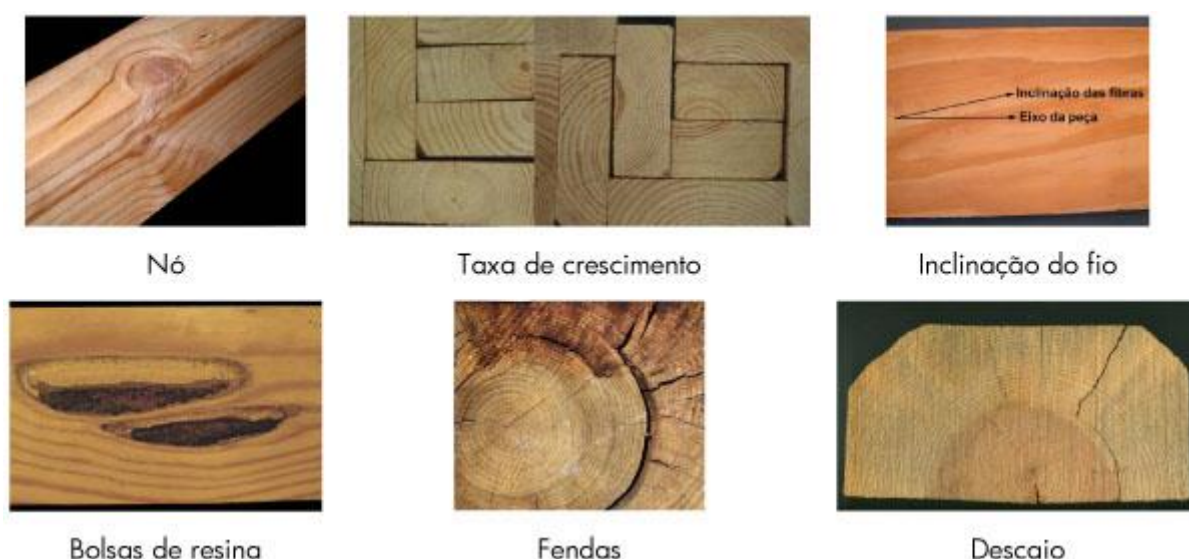 Inclinação das fibras
Eixo da peça
Nó
Taxa de crescimento
Inclinação do fio
Bolsas de resina
Fendas
Descaio